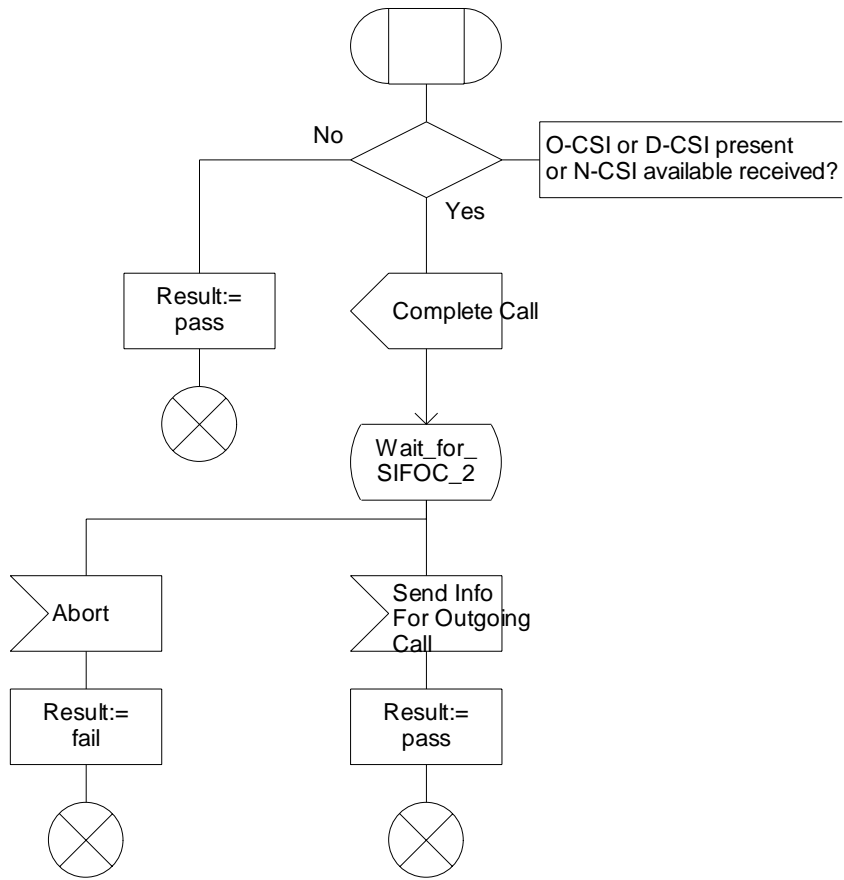 No
O-CSI or D-CSI present
or N-CSI available received?
Yes
Result:=
pass
Complete Call
Wait_for_
SIFOC_2
Abort
Send Info
For Outgoing
Call
Result:=
fail
Result:=
pass